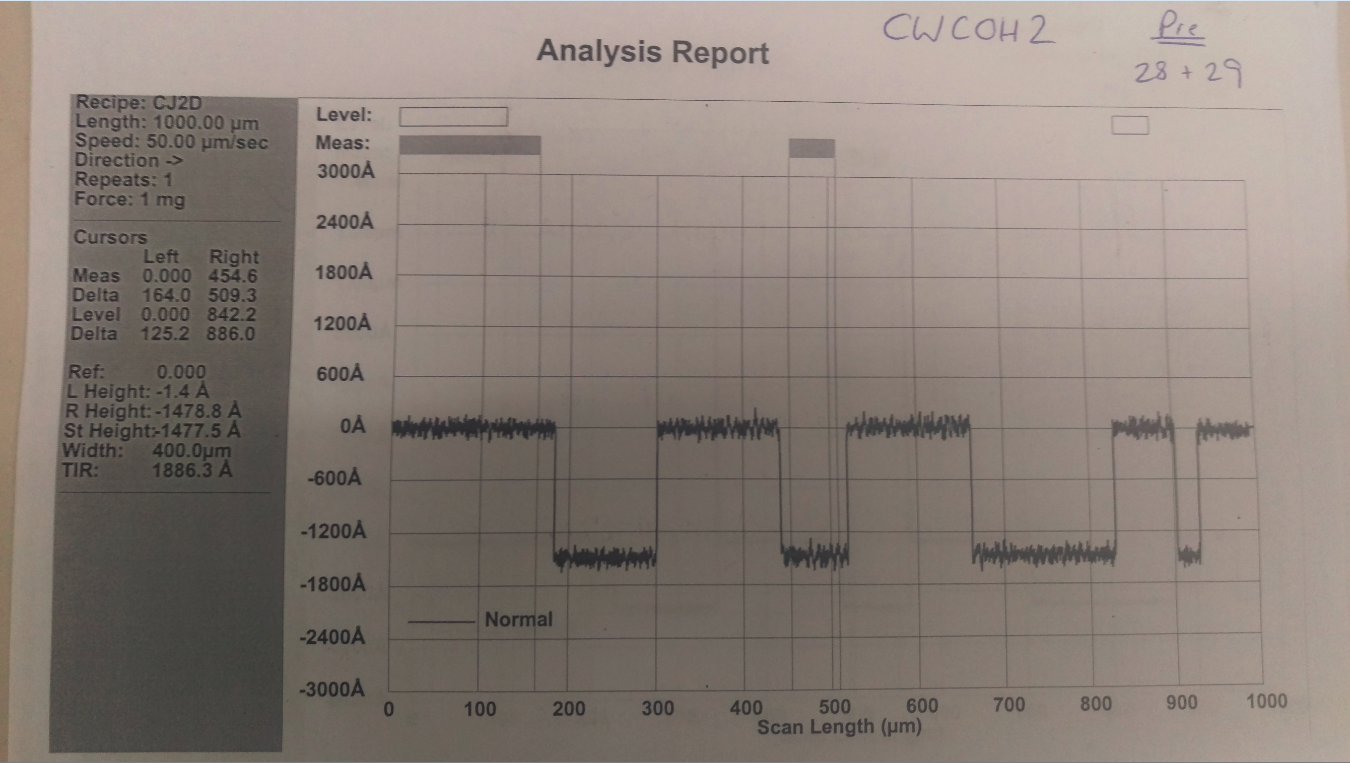 CWCOH2
Pre
28 + 29
Analysis Report
Recipe: CJ2D
Length: 1000.00 µm
Speed: 50.00 µm/sec
Direction ->
Repeats: 1
Force: 1 mg
Cursors
Left Right
Meas 0.000 454.6
Delta 164.0 509.3
Level 0.000 842.2
Delta 125.2 886.0
Ref: 0.000
L Height: -1.4 Å
R Height: -1478.8 Å
St Height:-1477.5 Å
Width: 400.0µm
TIR: 1886.3 Å
Level:
Meas:
3000Å
2400Å
1800Å
1200Å
600Å
0Å
-600Å
-1200Å
-1800Å
-2400Å
-3000Å
Normal
0 100 200 300 400 500 600 700 800 900 1000
Scan Length (µm)